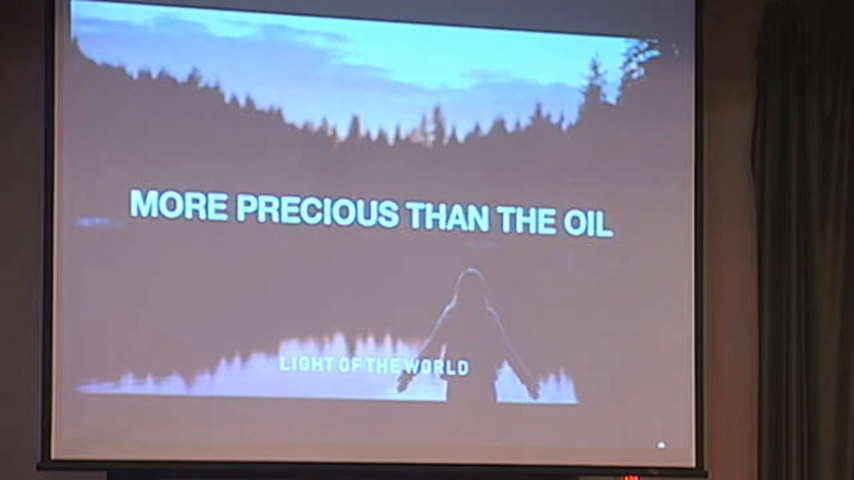 MORE PRECIOUS THAN THE OIL
LIGHT OF THE WORLD